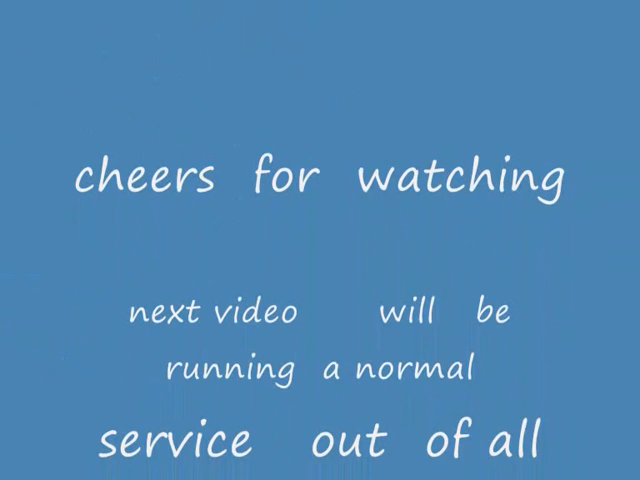 cheers for watching
next video will be
running a normal
service out of all